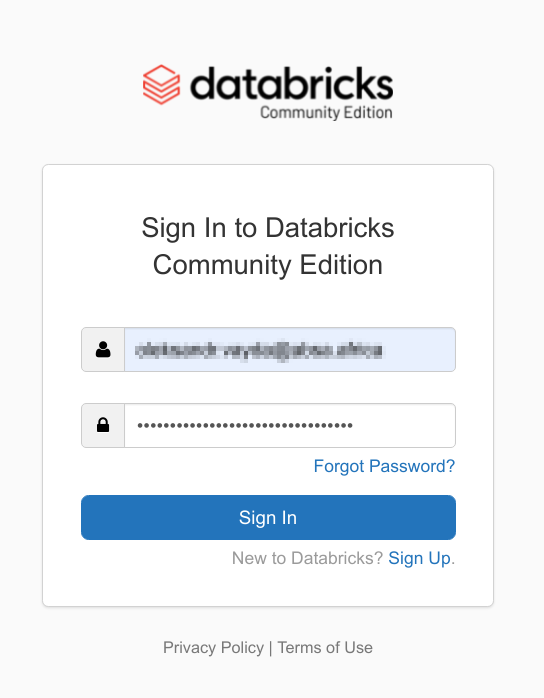 databricks
Community Edition
Sign In to Databricks
Community Edition
••••••••••••••••••••••••••••••••
Forgot Password?
Sign In
New to Databricks? Sign Up.
Privacy Policy | Terms of Use